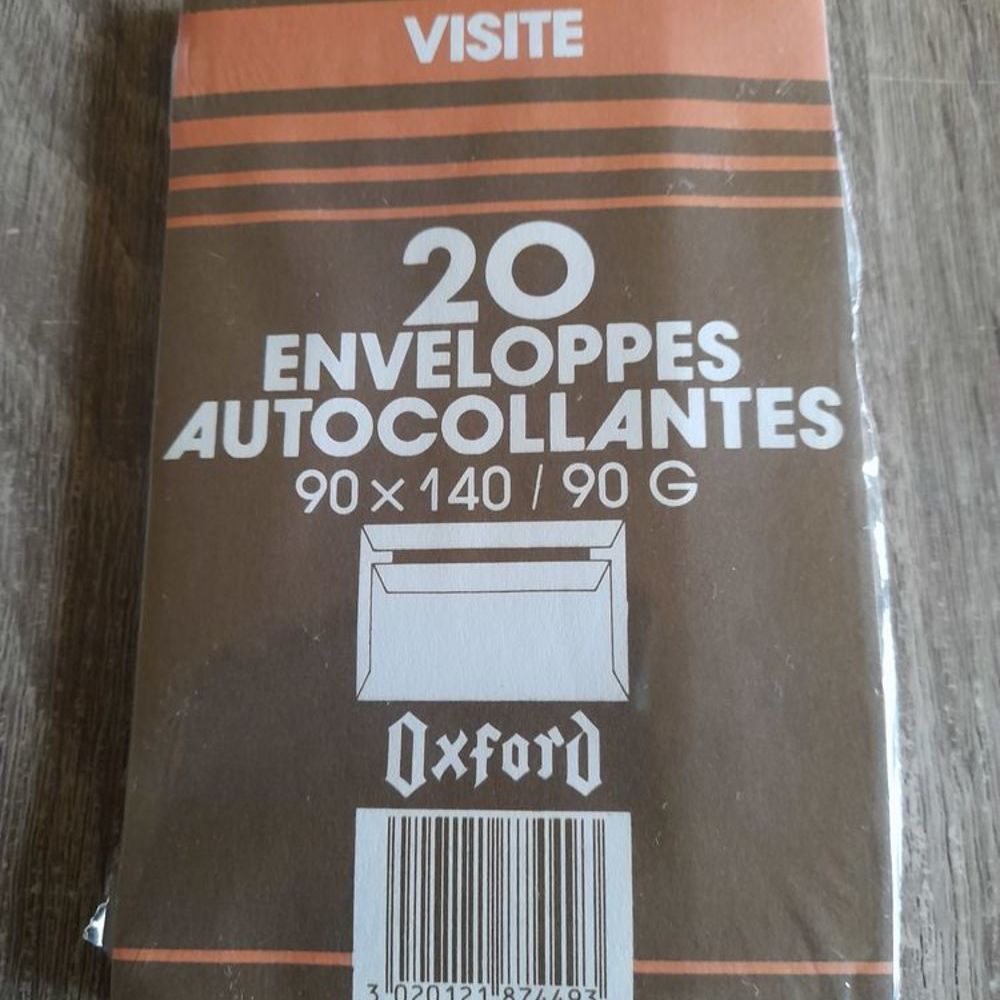 VISITE
20
ENVELOPPES
AUTOCOLLANTES
90 x 140 / 90 G
Oxford
3 020121 874493